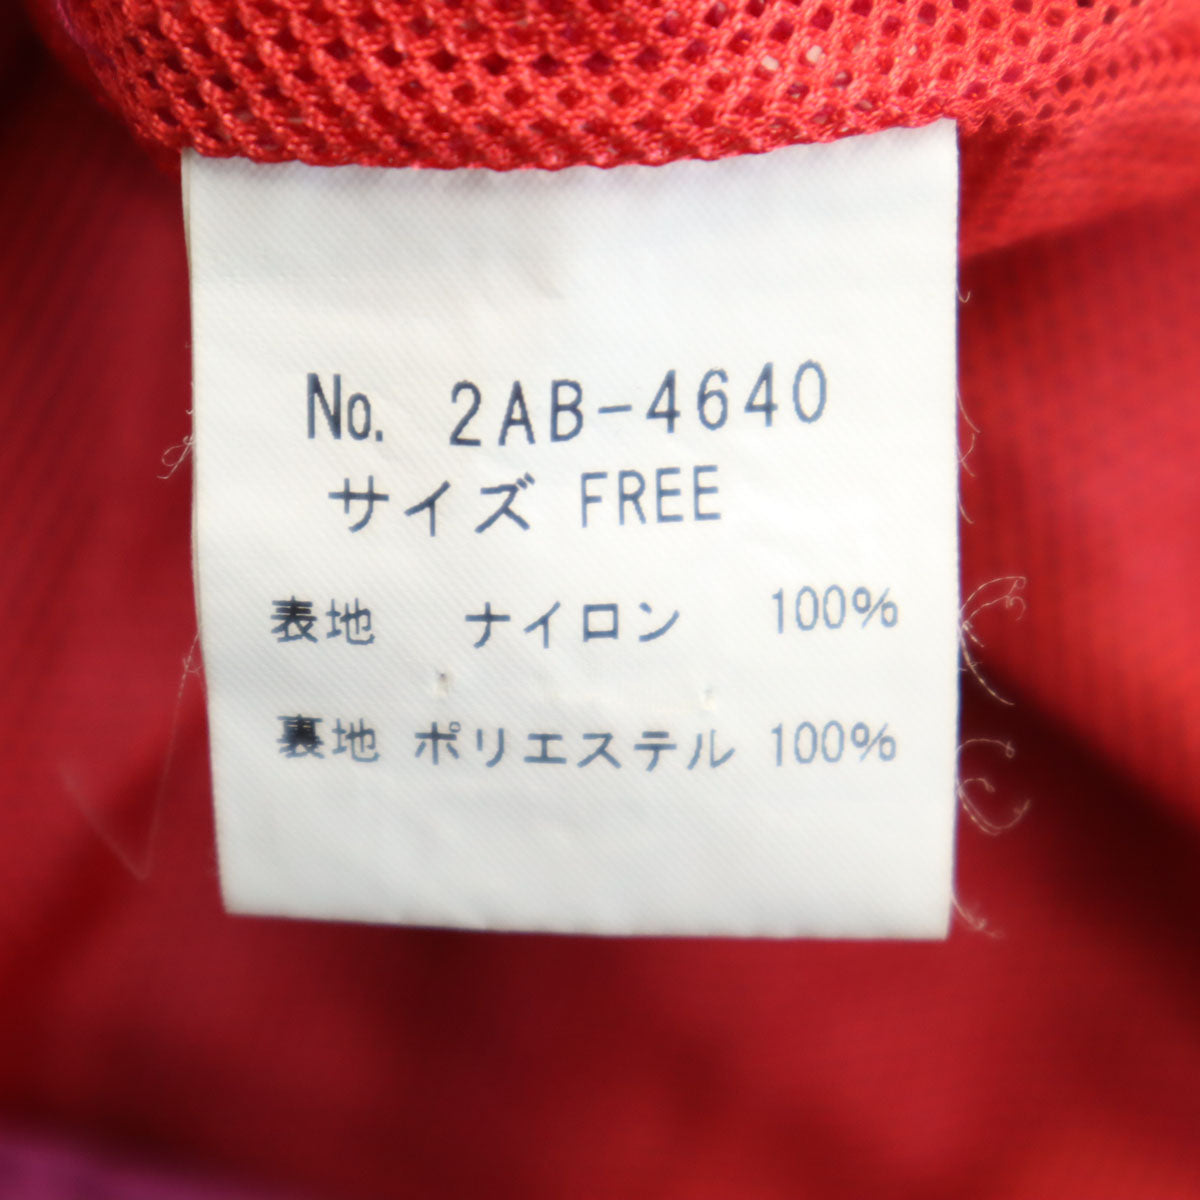 No. 2AB-4640
サイズ FREE
表地 ナイロン 100%
裏地 ポリエステル 100%